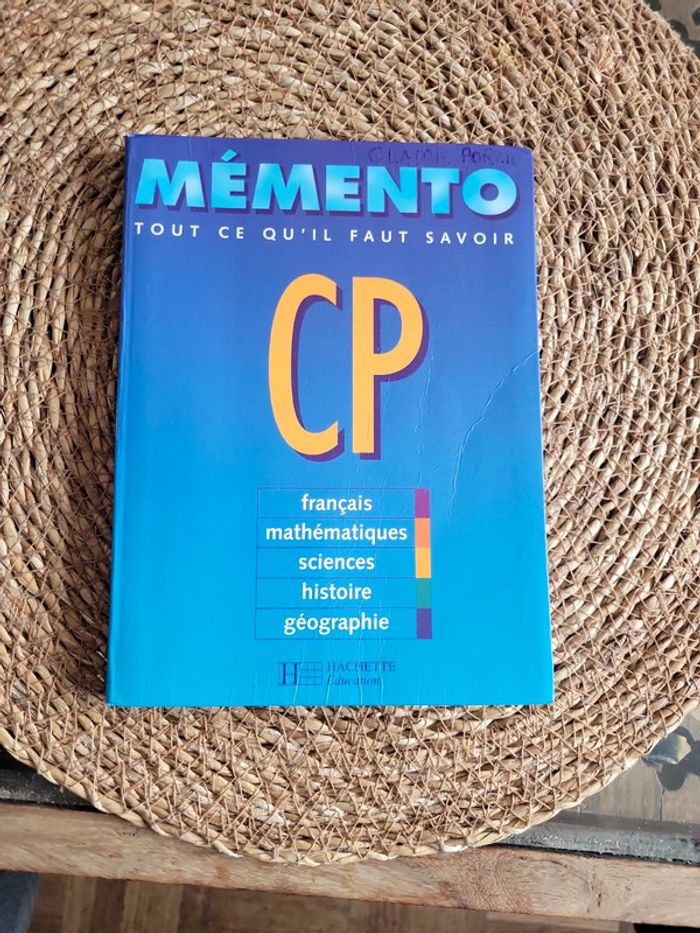 MÉMENTO
TOUT CE QU'IL FAUT SAVOIR
CP
français
mathématiques
sciences
histoire
géographie
H HACHETTE
Éducation